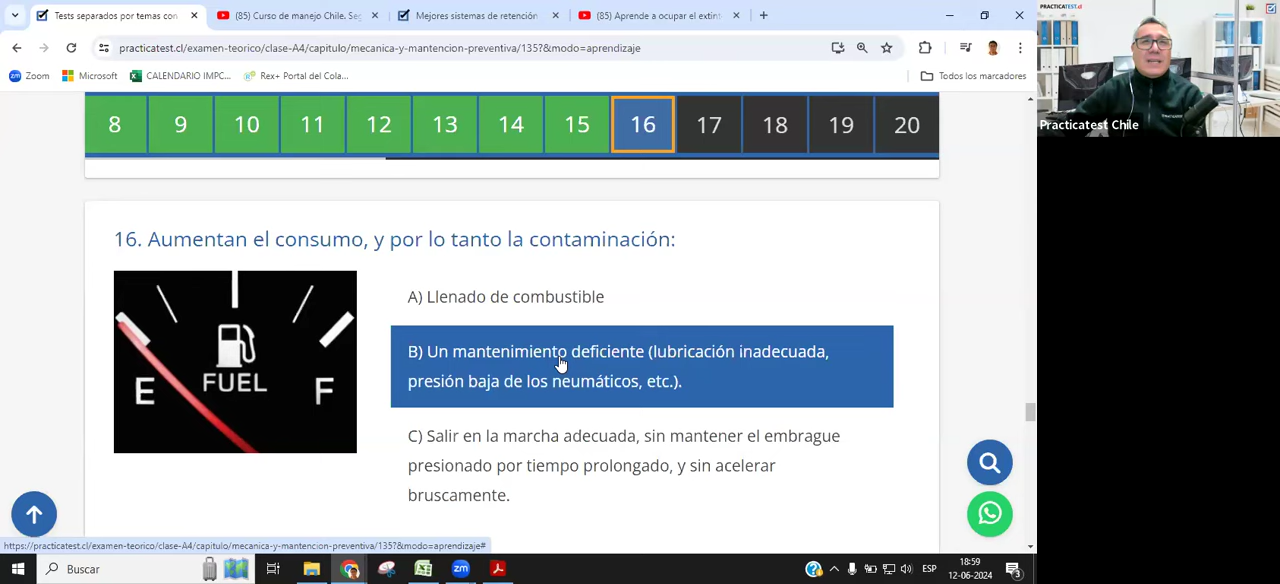 Tests separados por temas con
(85) Curso de manejo Chile: Seg
Mejores sistemas de retención
(85) Aprende a ocupar el extint
practicatest.cl/examen-teorico/clase-A4/capitulo/mecanica-y-mantencion-preventiva/135?&modo=aprendizaje
Zoom
Microsoft
CALENDARIO IMPC...
Rex+ Portal del Cola...
Todos los marcadores
PRACTICATEST.cl
Practicatest Chile
8 9 10 11 12 13 14 15 16 17 18 19 20
16. Aumentan el consumo, y por lo tanto la contaminación:
E FUEL F
A) Llenado de combustible
B) Un mantenimiento deficiente (lubricación inadecuada,
presión baja de los neumáticos, etc.).
C) Salir en la marcha adecuada, sin mantener el embrague
presionado por tiempo prolongado, y sin acelerar
bruscamente.
https://practicatest.cl/examen-teorico/clase-A4/capitulo/mecanica-y-mantencion-preventiva/135?&modo=aprendizaje#
Buscar
ESP
18:59
12-06-2024
3